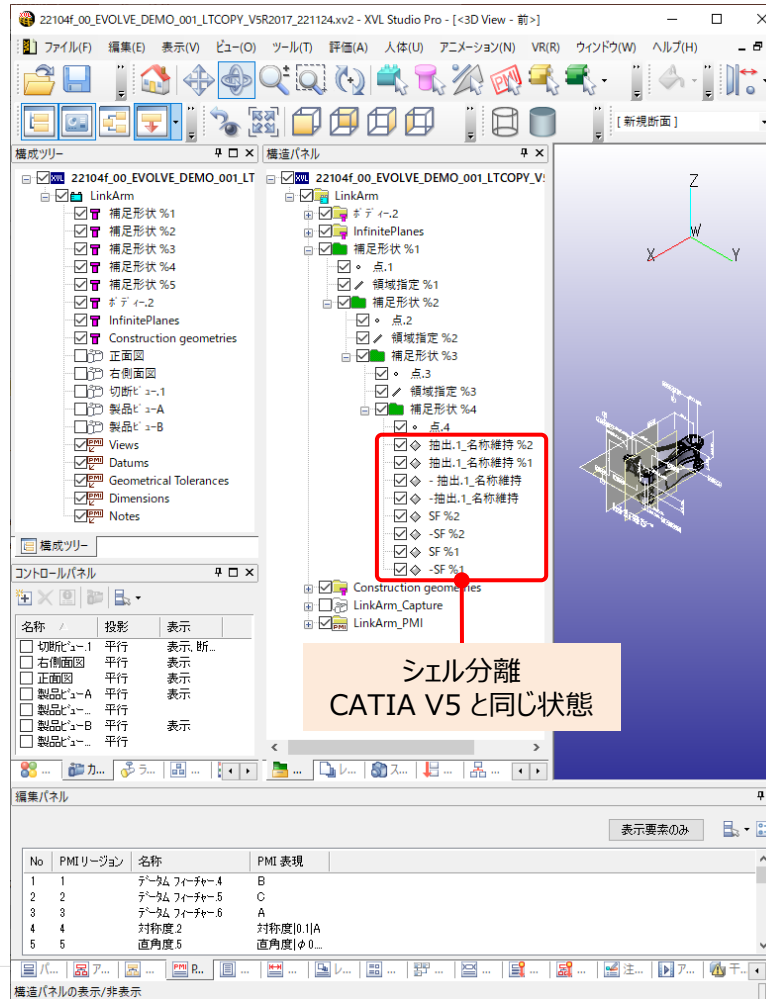 22104f_00_EVOLVE_DEMO_001_LTCOPY_V5R2017_221124.xv2 - XVL Studio Pro - [<3D View - 前>]
ファイル(F) 編集(E) 表示(V) ビュー(O) ツール(T) 評価(A) 人体(U) アニメーション(N) VR(R) ウィンドウ(W) ヘルプ(H)
[ 新規断面 ]
構成ツリー
22104f_00_EVOLVE_DEMO_001_LT
LinkArm
補足形状 %1
補足形状 %2
補足形状 %3
補足形状 %4
補足形状 %5
ボディー.2
InfinitePlanes
Construction geometries
正面図
右側面図
切断ビュー.1
製品ビューA
製品ビューB
Views
Datums
Geometrical Tolerances
Dimensions
Notes
構成ツリー
構造パネル
22104f_00_EVOLVE_DEMO_001_LTCOPY_V
LinkArm
ボディー.2
InfinitePlanes
補足形状 %1
点.1
領域指定 %1
補足形状 %2
点.2
領域指定 %2
補足形状 %3
点.3
領域指定 %3
補足形状 %4
点.4
抽出.1_名称維持 %2
抽出.1_名称維持 %1
- 抽出.1_名称維持
-抽出.1_名称維持
SF %2
-SF %2
SF %1
-SF %1
Construction geometries
LinkArm_Capture
LinkArm_PMI
Z
W
X
Y
シェル分離
CATIA V5 と同じ状態
コントロールパネル
名称 投影 表示
切断ビュー.1 平行 表示, 断...
右側面図 平行 表示
正面図 平行 表示
製品ビューA 平行 表示
製品ビュー... 平行
製品ビューB 平行 表示
製品ビュー... 平行
... カ... ラ... ...
... レ... ス... ... ...
編集パネル
表示要素のみ
No PMIリージョン 名称 PMI 表現
1 1 データム フィーチャー.4 B
2 2 データム フィーチャー.5 C
3 3 データム フィーチャー.6 A
4 4 対称度.2 対称度|0.1|A
5 5 直角度.5 直角度|φ0....
パ... ア... ... PMI P... ... ... レ... ... ... ... ... ... 注... ア... 干...
構造パネルの表示/非表示